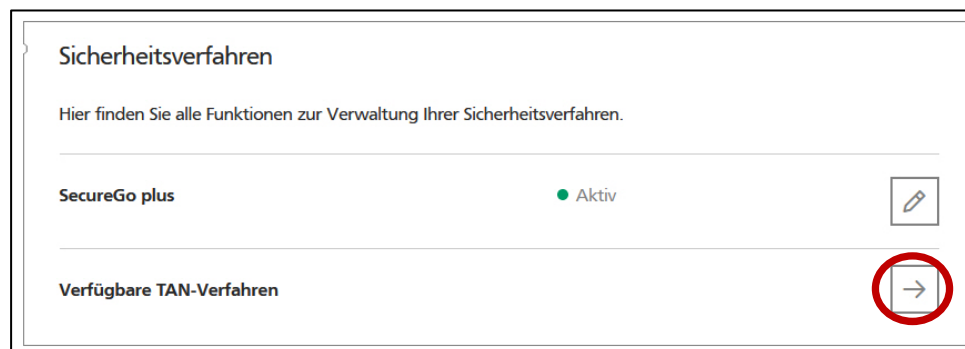 Sicherheitsverfahren
Hier finden Sie alle Funktionen zur Verwaltung Ihrer Sicherheitsverfahren.
SecureGo plus Aktiv
Verfügbare TAN-Verfahren